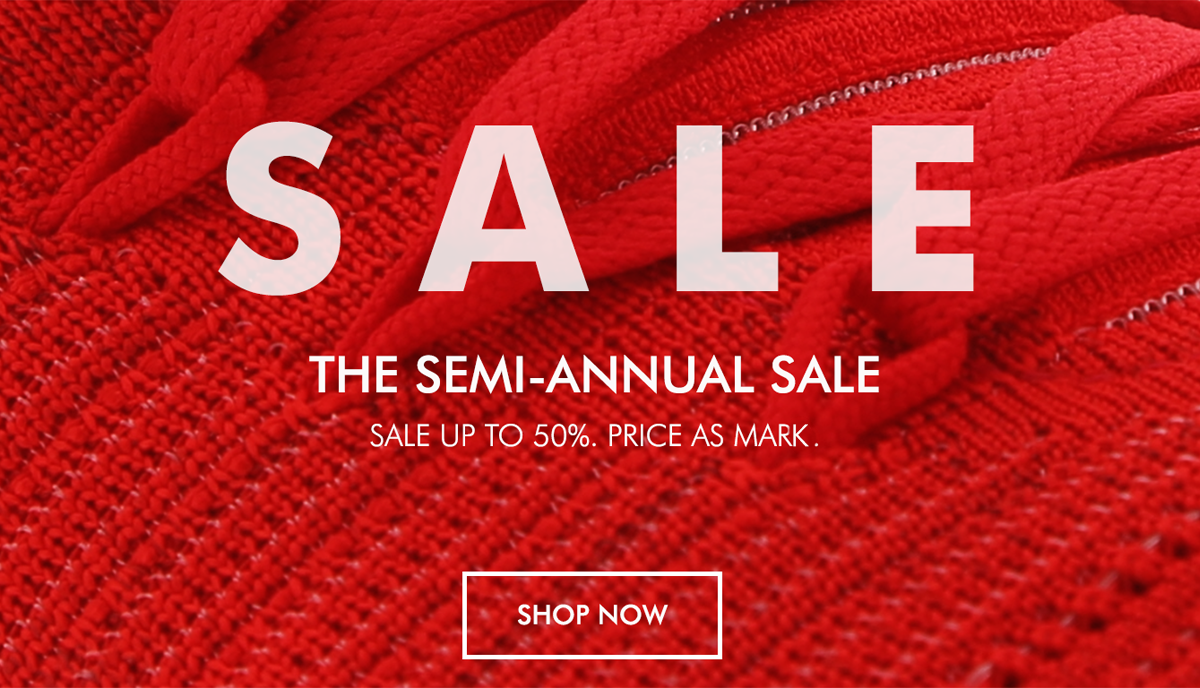 SALE
THE SEMI-ANNUAL SALE
SALE UP TO 50%. PRICE AS MARK.
SHOP NOW